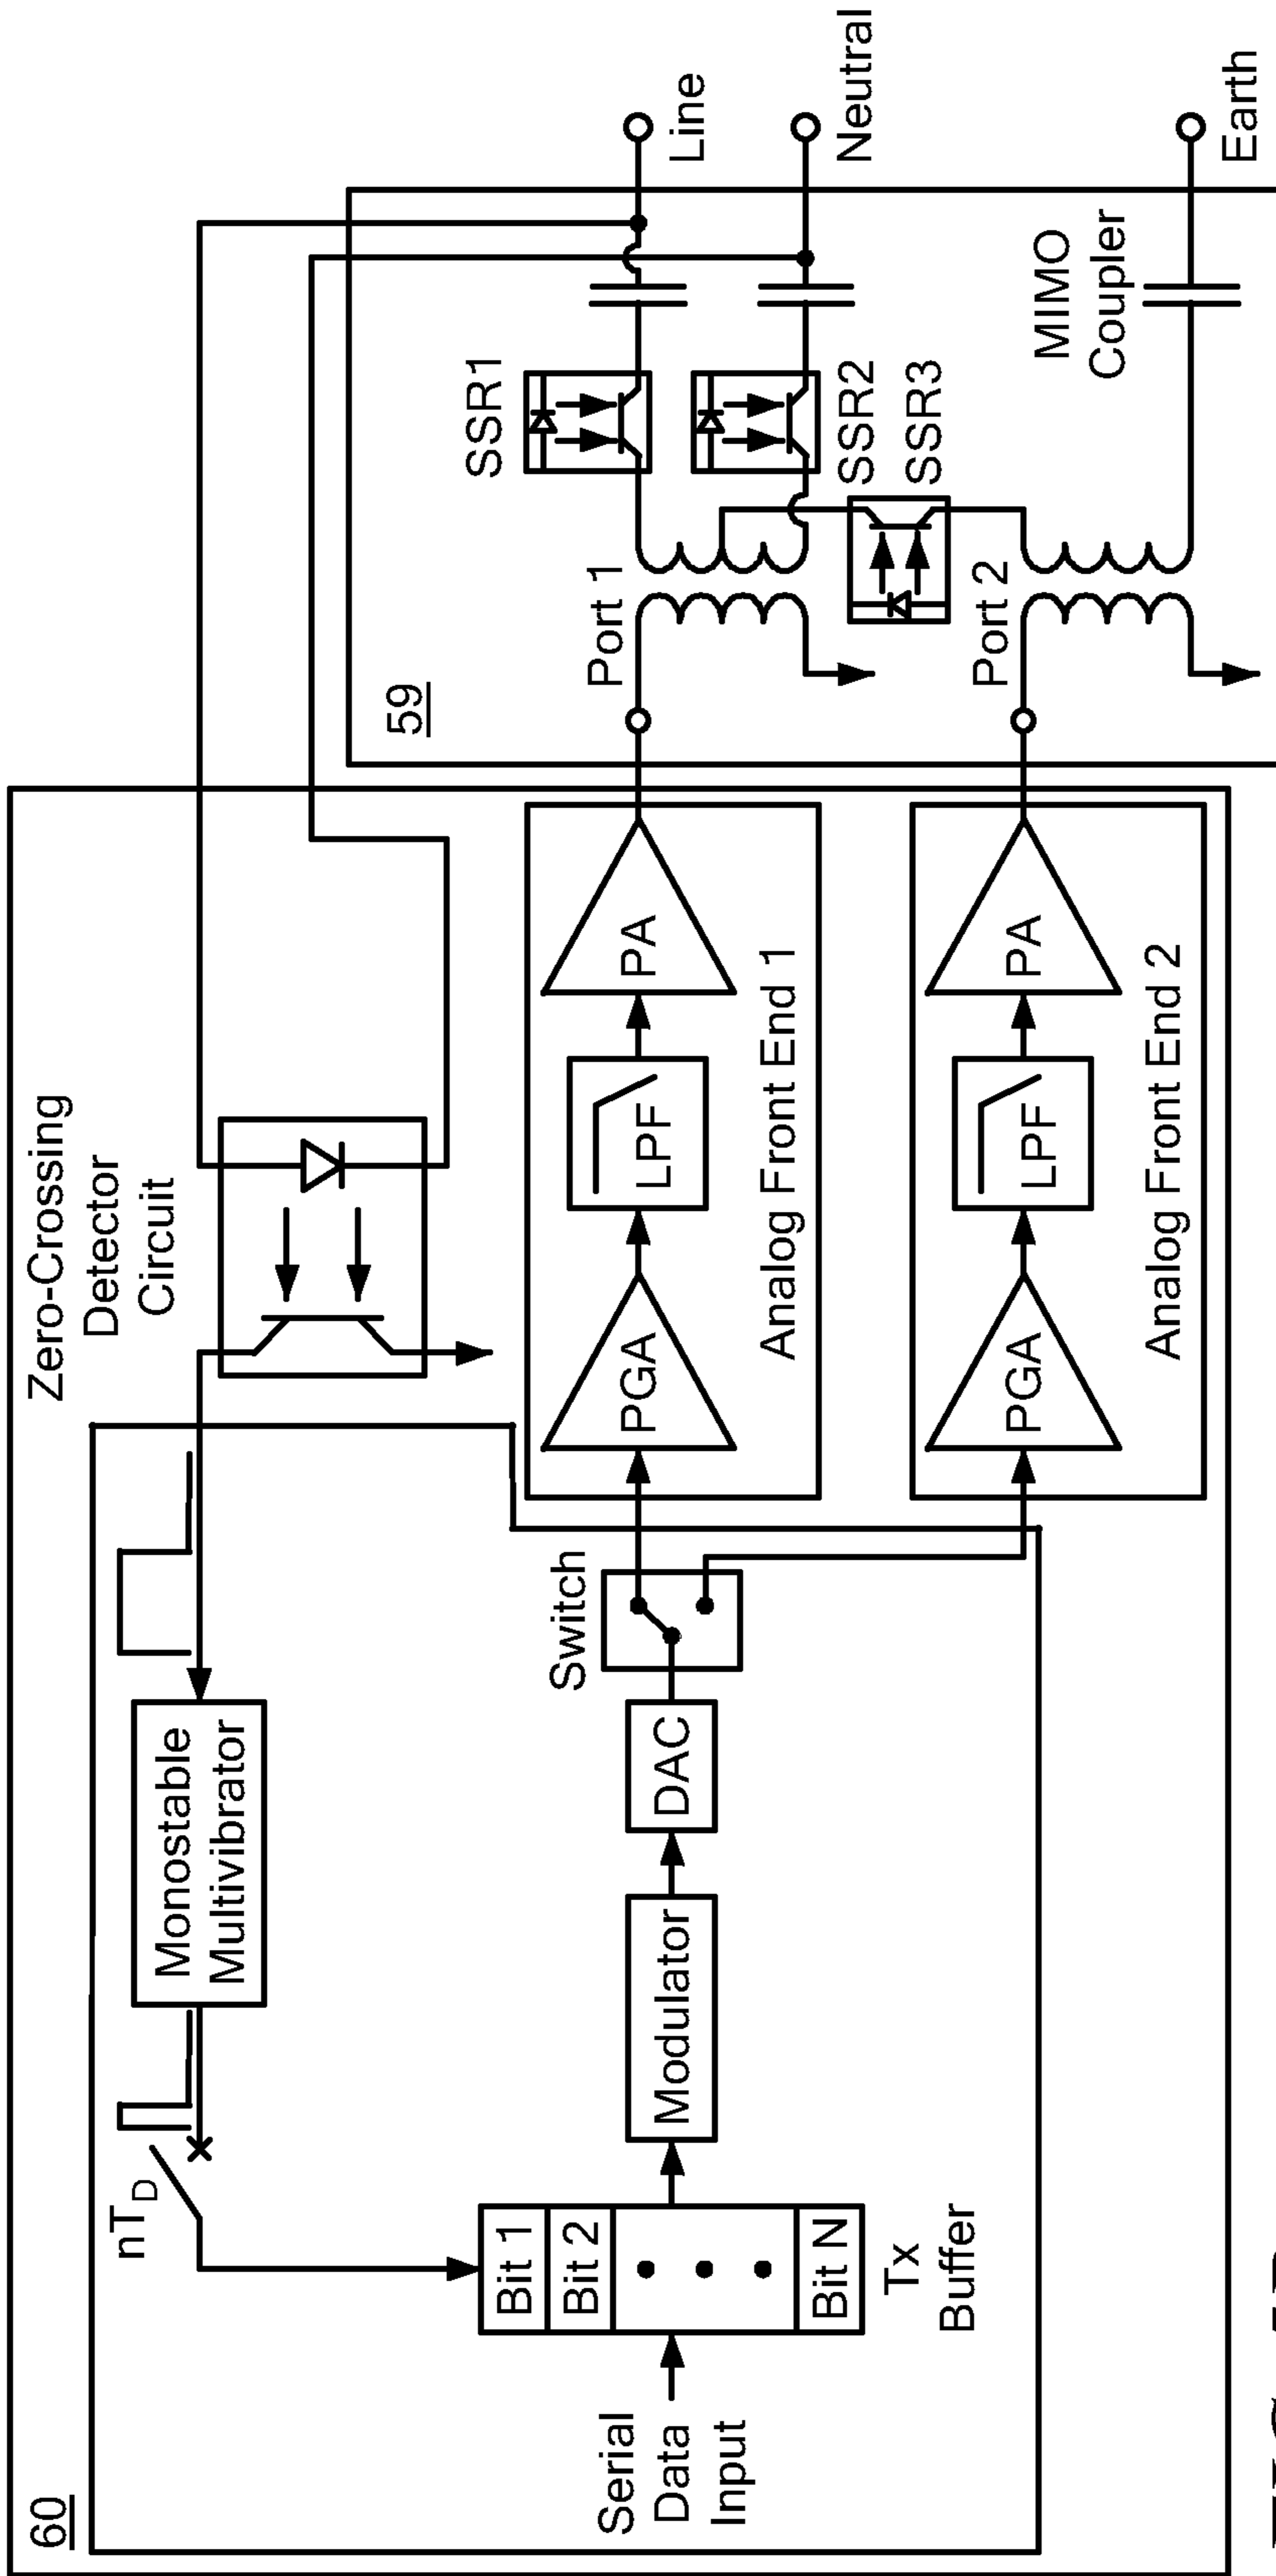 60
Zero-Crossing
Detector
Circuit
nT_D
Monostable
Multivibrator
59
Serial
Data
Input
Bit 1
Bit 2
Bit N
Tx
Buffer
Modulator
DAC
Switch
PGA
LPF
PA
Analog Front End 1
PGA
LPF
PA
Analog Front End 2
Port 1
Port 2
SSR1
SSR2
SSR3
MIMO
Coupler
Line
Neutral
Earth